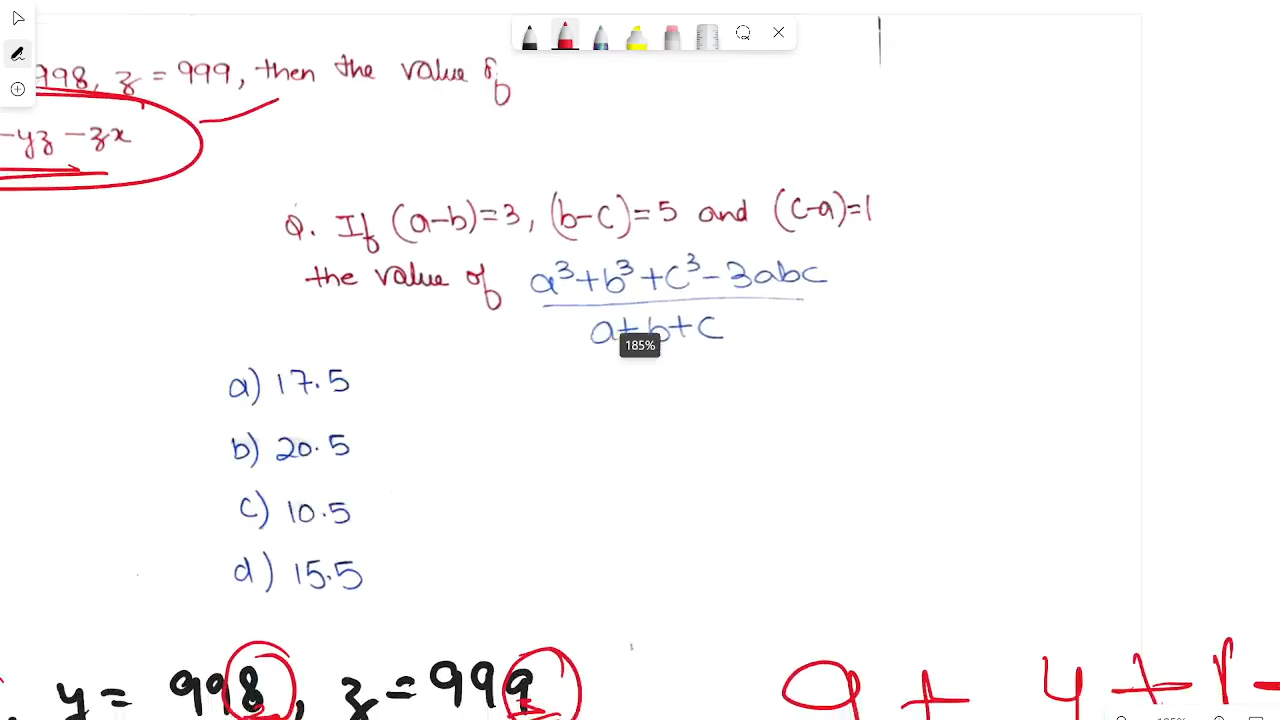 998, z = 999, then the value of
-yz -zx
Q. If (a-b)=3, (b-c)=5 and (c-a)=1
the value of a³+b³+c³-3abc
a+b+c
185%
a) 17.5
b) 20.5
c) 10.5
d) 15.5
y = 998, z = 999
9 + 4 + 1 -